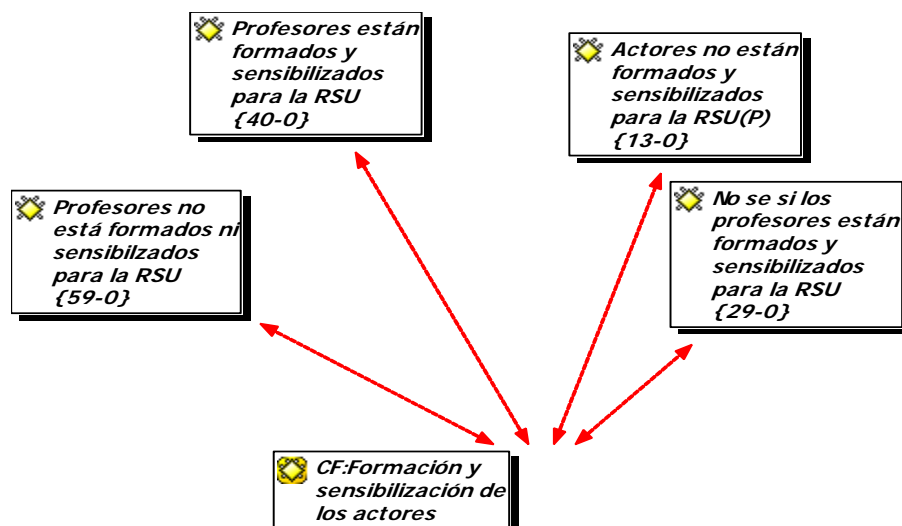 Profesores están
formados y
sensibilizados
para la RSU
{40-0}
Actores no están
formados y
sensibilizados
para la RSU(P)
{13-0}
Profesores no
está formados ni
sensibilzados
para la RSU
{59-0}
No se si los
profesores están
formados y
sensibilizados
para la RSU
{29-0}
CF:Formación y
sensibilización de
los actores